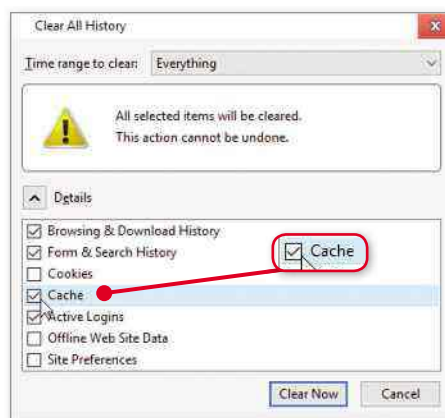 Clear All History
x
Time range to clear: Everything
All selected items will be cleared.
This action cannot be undone.
Details
Browsing & Download History
Form & Search History
Cache
Cookies
Cache
Active Logins
Offline Web Site Data
Site Preferences
Clear Now Cancel